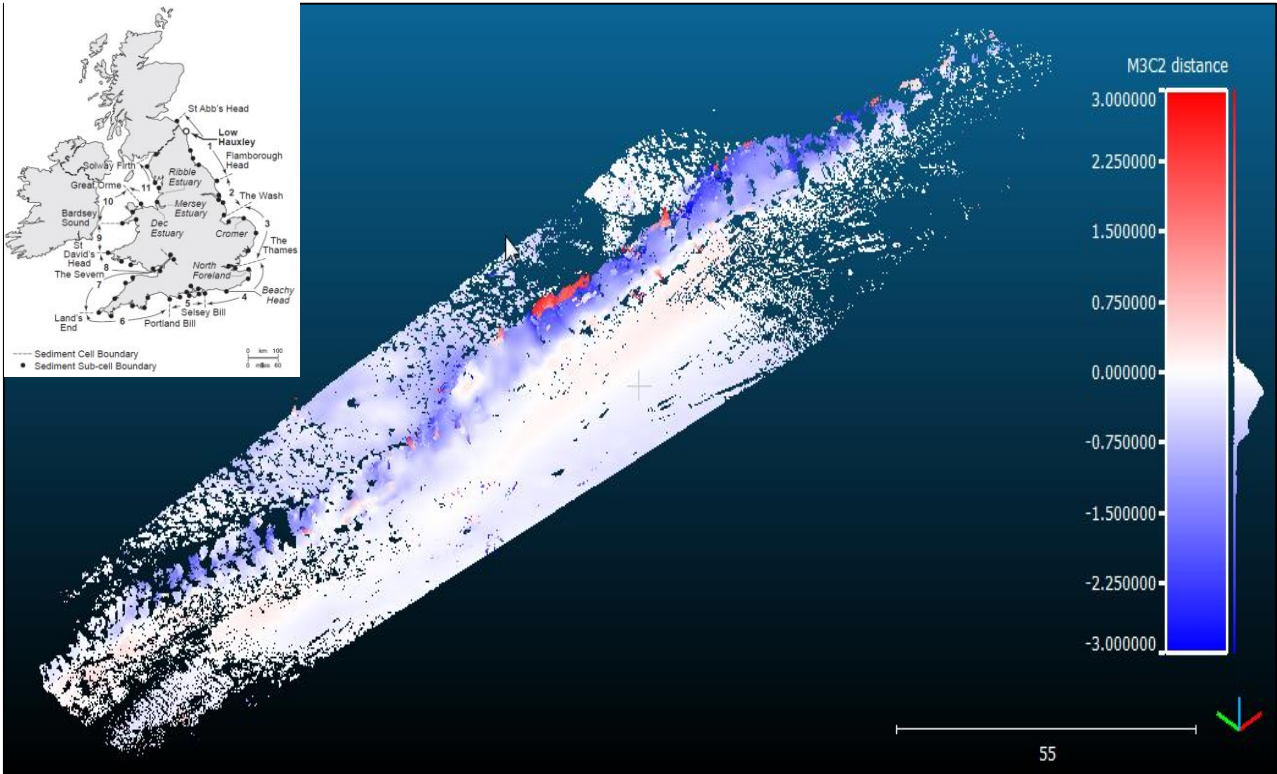 St Abb's Head
Low
Hauxley
1
Solway Firth
Flamborough
Head
Ribble
Estuary
Great Orme
11
2
10
The Wash
Mersey
Estuary
Bardsey
Sound
Dec
Estuary
Cromer
3
9
St
David's
Head
The
Thames
8
The Severn
North
Foreland
7
Beachy
Head
4
5
Selsey Bill
Land's
End
6
Portland Bill
Sediment Cell Boundary
Sediment Sub-cell Boundary
0 km 100
0 miles 60
M3C2 distance
3.000000
2.250000
1.500000
0.750000
0.000000
-0.750000
-1.500000
-2.250000
-3.000000
55